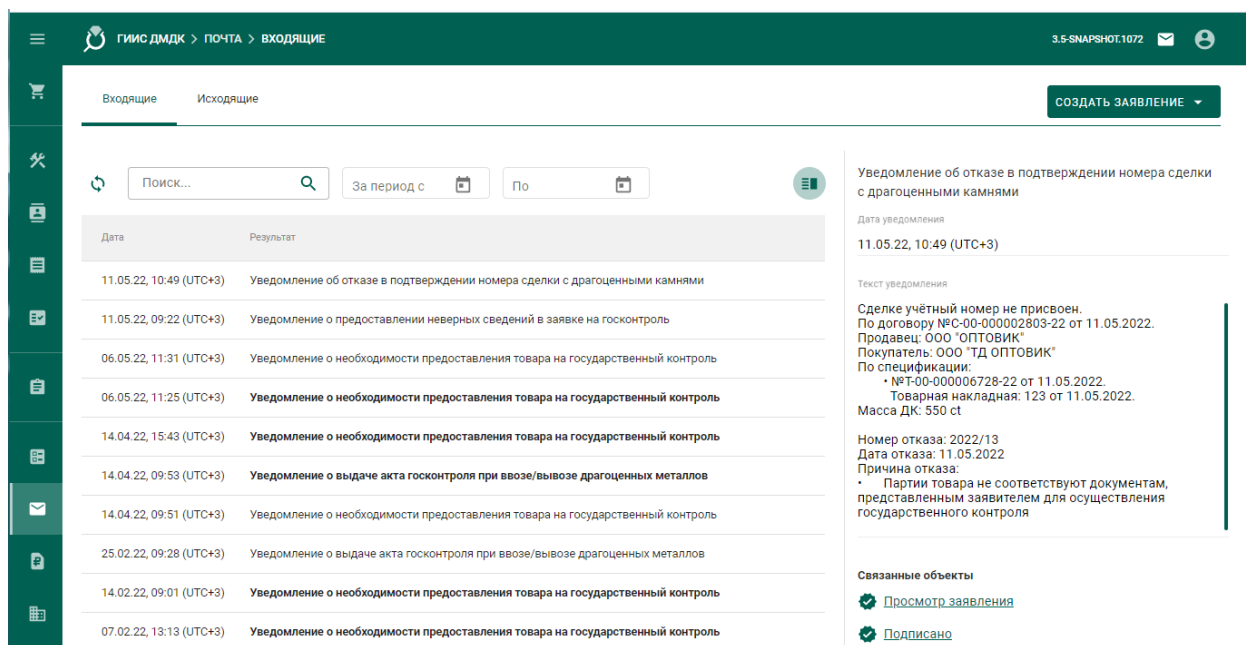 ГИИС ДМДК > ПОЧТА > ВХОДЯЩИЕ
3.5-SNAPSHOT.1072
Входящие
Исходящие
СОЗДАТЬ ЗАЯВЛЕНИЕ
Поиск...
За период с
По
Дата
Результат
11.05.22, 10:49 (UTC+3) Уведомление об отказе в подтверждении номера сделки с драгоценными камнями
11.05.22, 09:22 (UTC+3) Уведомление о предоставлении неверных сведений в заявке на госконтроль
06.05.22, 11:31 (UTC+3) Уведомление о необходимости предоставления товара на государственный контроль
06.05.22, 11:25 (UTC+3) Уведомление о необходимости предоставления товара на государственный контроль
14.04.22, 15:43 (UTC+3) Уведомление о необходимости предоставления товара на государственный контроль
14.04.22, 09:53 (UTC+3) Уведомление о выдаче акта госконтроля при ввозе/вывозе драгоценных металлов
14.04.22, 09:51 (UTC+3) Уведомление о необходимости предоставления товара на государственный контроль
25.02.22, 09:28 (UTC+3) Уведомление о выдаче акта госконтроля при ввозе/вывозе драгоценных металлов
14.02.22, 09:01 (UTC+3) Уведомление о необходимости предоставления товара на государственный контроль
07.02.22, 13:13 (UTC+3) Уведомление о необходимости предоставления товара на государственный контроль
Уведомление об отказе в подтверждении номера сделки
с драгоценными камнями
Дата уведомления
11.05.22, 10:49 (UTC+3)
Текст уведомления
Сделке учётный номер не присвоен.
По договору №С-00-000002803-22 от 11.05.2022.
Продавец: ООО "ОПТОВИК"
Покупатель: ООО "ТД ОПТОВИК"
По спецификации:
• №Т-00-000006728-22 от 11.05.2022.
Товарная накладная: 123 от 11.05.2022.
Масса ДК: 550 ct
Номер отказа: 2022/13
Дата отказа: 11.05.2022
Причина отказа:
• Партии товара не соответствуют документам,
представленным заявителем для осуществления
государственного контроля
Связанные объекты
Просмотр заявления
Подписано